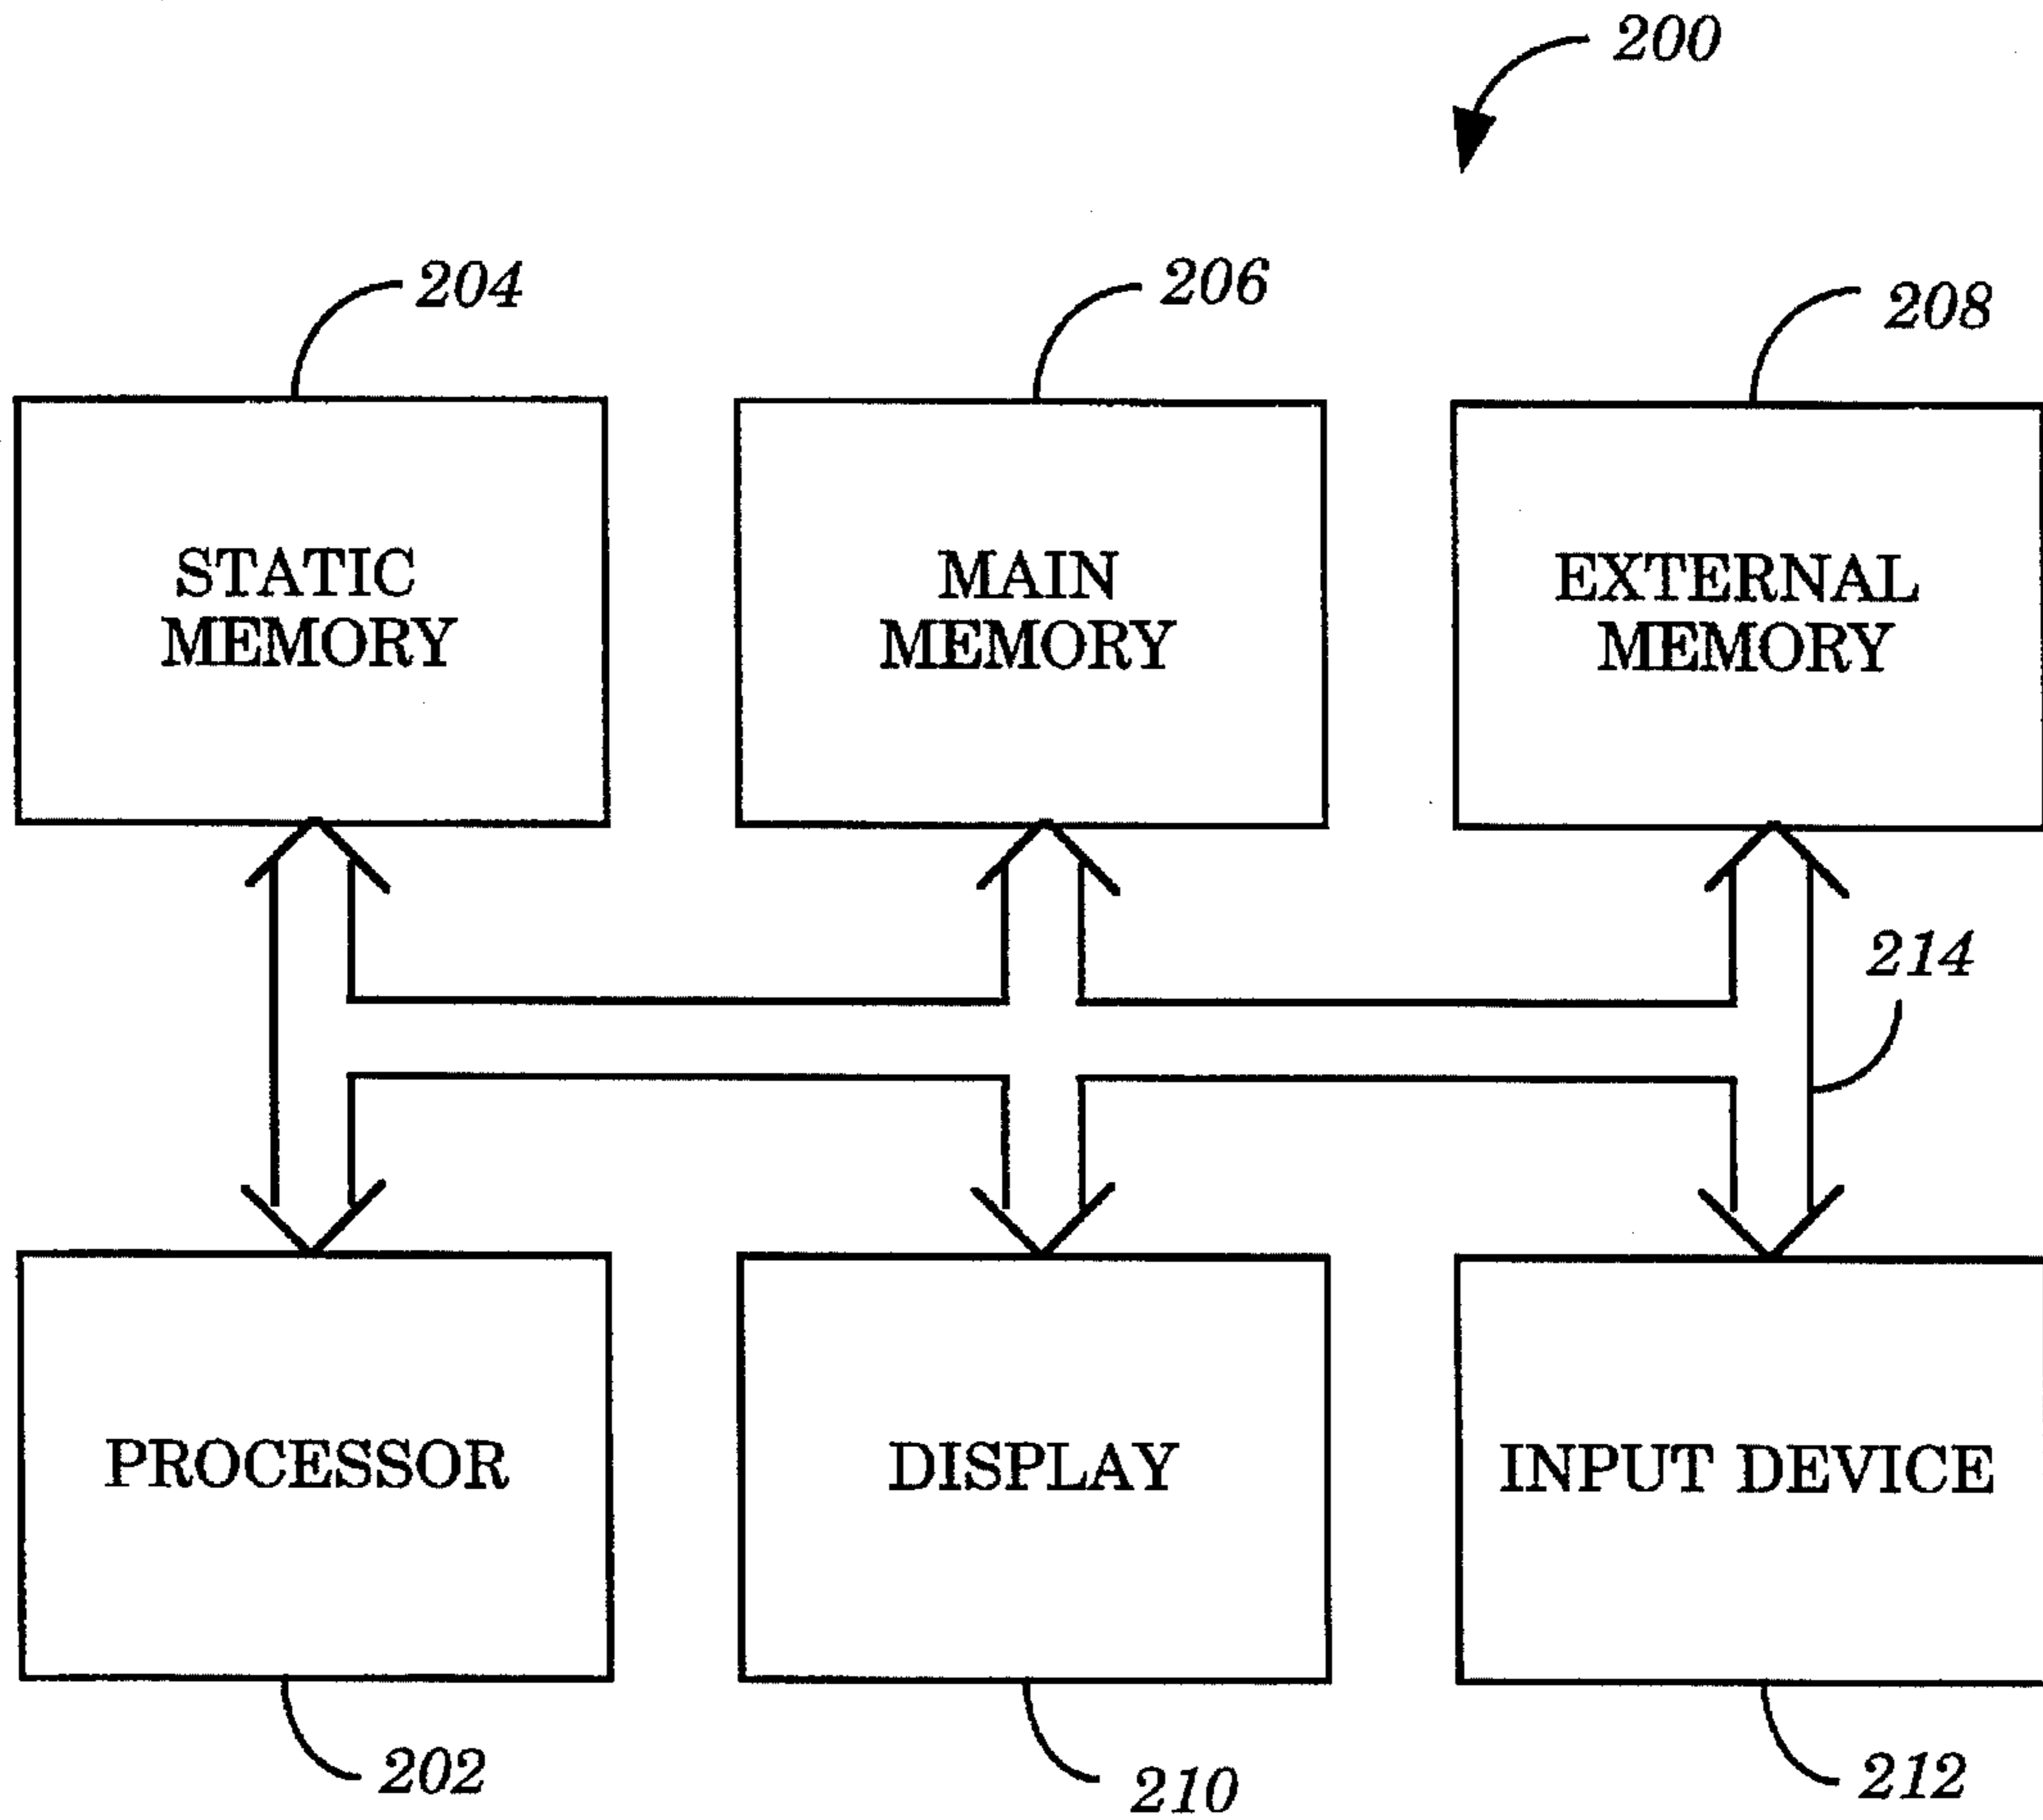 200
204
206
208
STATIC
MEMORY
MAIN
MEMORY
EXTERNAL
MEMORY
214
PROCESSOR
DISPLAY
INPUT DEVICE
202
210
212